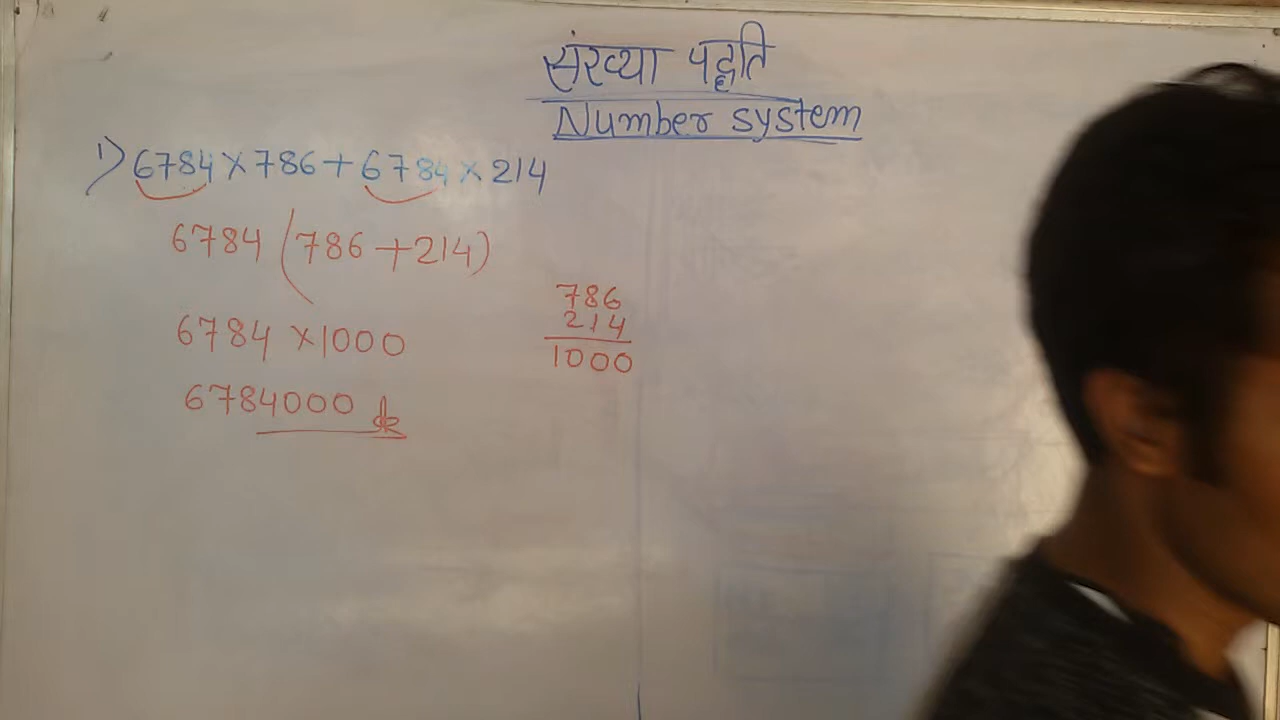 संख्या पद्धति
Number system
1) 6784 × 786 + 6784 × 214
6784 (786 + 214)
786
214
1000
6784 × 1000
6784000